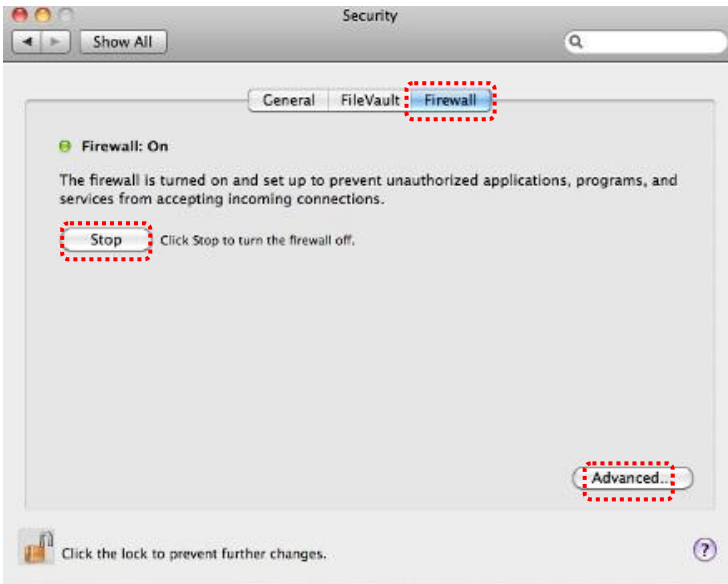 Security
Show All
General FileVault Firewall
Firewall: On
The firewall is turned on and set up to prevent unauthorized applications, programs, and
services from accepting incoming connections.
Stop Click Stop to turn the firewall off.
Advanced...
Click the lock to prevent further changes.
?